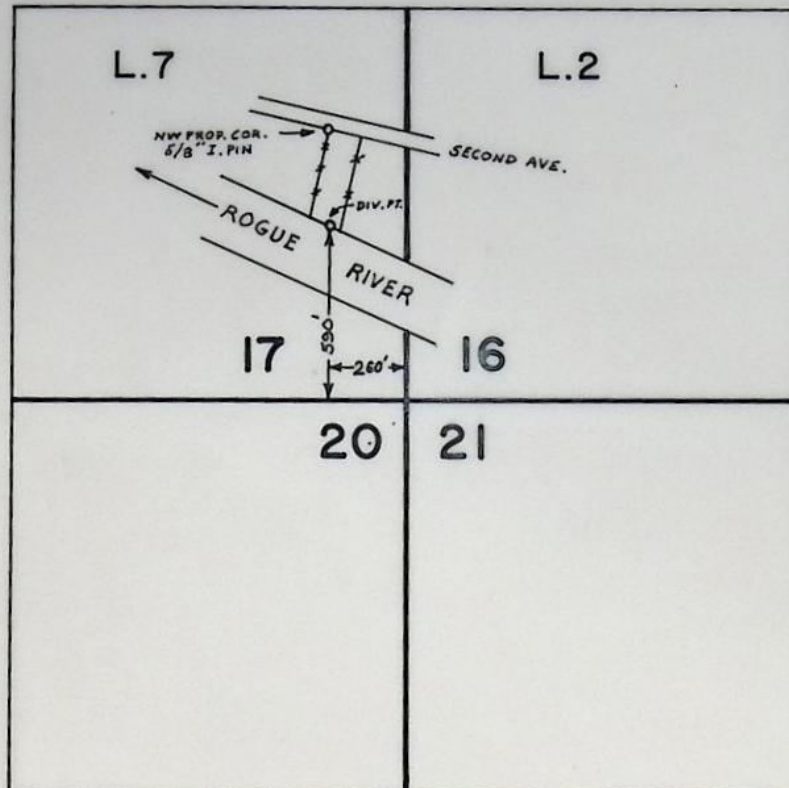 L.7
L.2
NW PROP. COR.
5/8" I. PIN
SECOND AVE.
DIV. PT.
ROGUE
RIVER
590'
260'
17
16
20
21